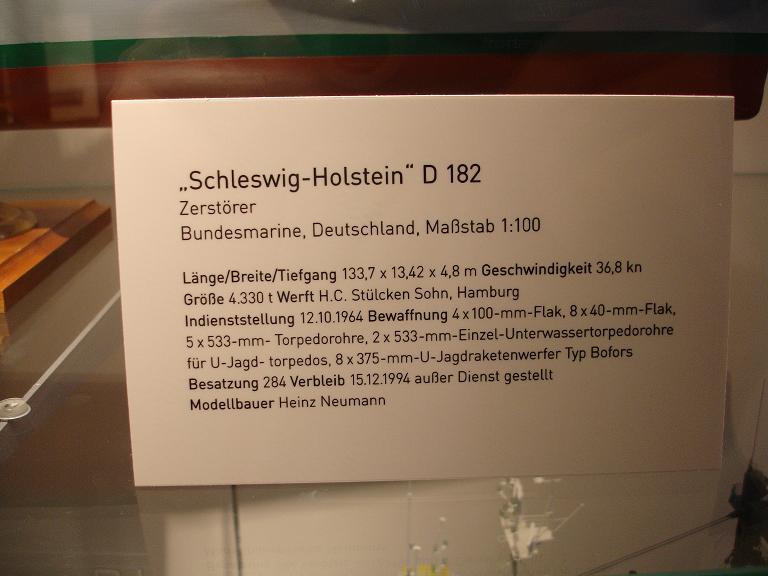 „Schleswig-Holstein“ D 182
Zerstörer
Bundesmarine, Deutschland, Maßstab 1:100
Länge/Breite/Tiefgang 133,7 x 13,42 x 4,8 m Geschwindigkeit 36,8 kn
Größe 4.330 t Werft H.C. Stülcken Sohn, Hamburg
Indienststellung 12.10.1964 Bewaffnung 4 x 100-mm-Flak, 8 x 40-mm-Flak,
5 x 533-mm- Torpedorohre, 2 x 533-mm-Einzel-Unterwassertorpedorohre
für U-Jagd- torpedos, 8 x 375-mm-U-Jagdraketenwerfer Typ Bofors
Besatzung 284 Verbleib 15.12.1994 außer Dienst gestellt
Modellbauer Heinz Neumann